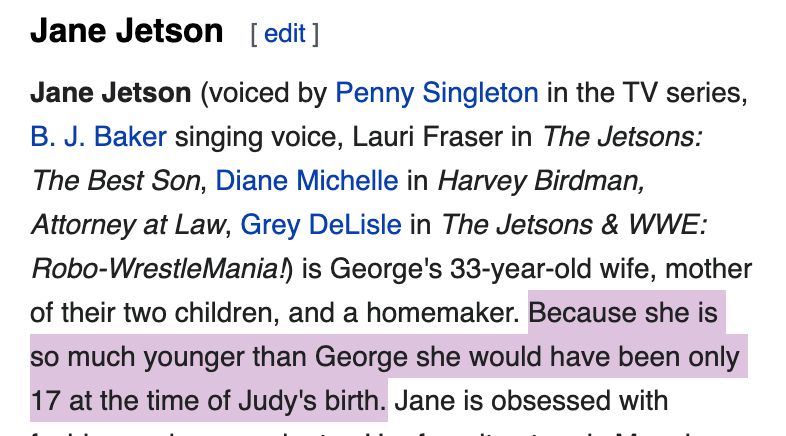 Jane Jetson [ edit ]
Jane Jetson (voiced by Penny Singleton in the TV series,
B. J. Baker singing voice, Lauri Fraser in The Jetsons:
The Best Son, Diane Michelle in Harvey Birdman,
Attorney at Law, Grey DeLisle in The Jetsons & WWE:
Robo-WrestleMania!) is George's 33-year-old wife, mother
of their two children, and a homemaker. Because she is
so much younger than George she would have been only
17 at the time of Judy's birth. Jane is obsessed with